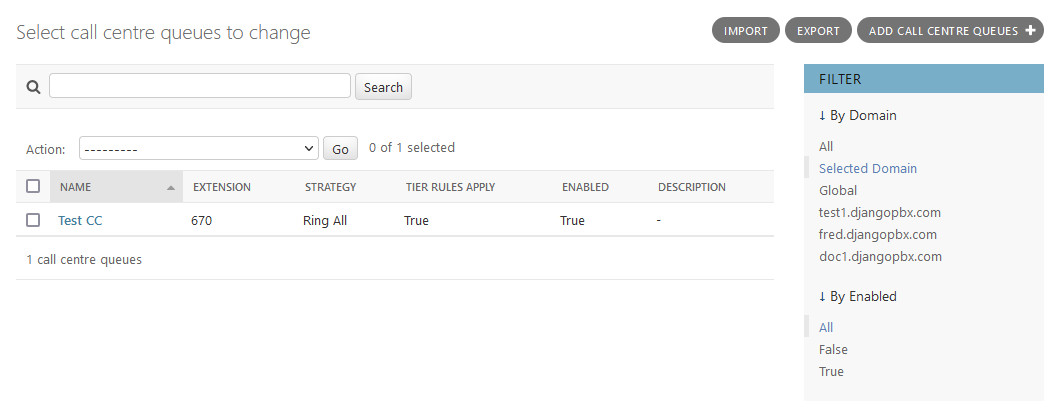 Select call centre queues to change
IMPORT EXPORT ADD CALL CENTRE QUEUES +
Search
Action: --------- Go 0 of 1 selected
NAME EXTENSION STRATEGY TIER RULES APPLY ENABLED DESCRIPTION
Test CC 670 Ring All True True -
1 call centre queues
FILTER
↓ By Domain
All
Selected Domain
Global
test1.djangopbx.com
fred.djangopbx.com
doc1.djangopbx.com
↓ By Enabled
All
False
True